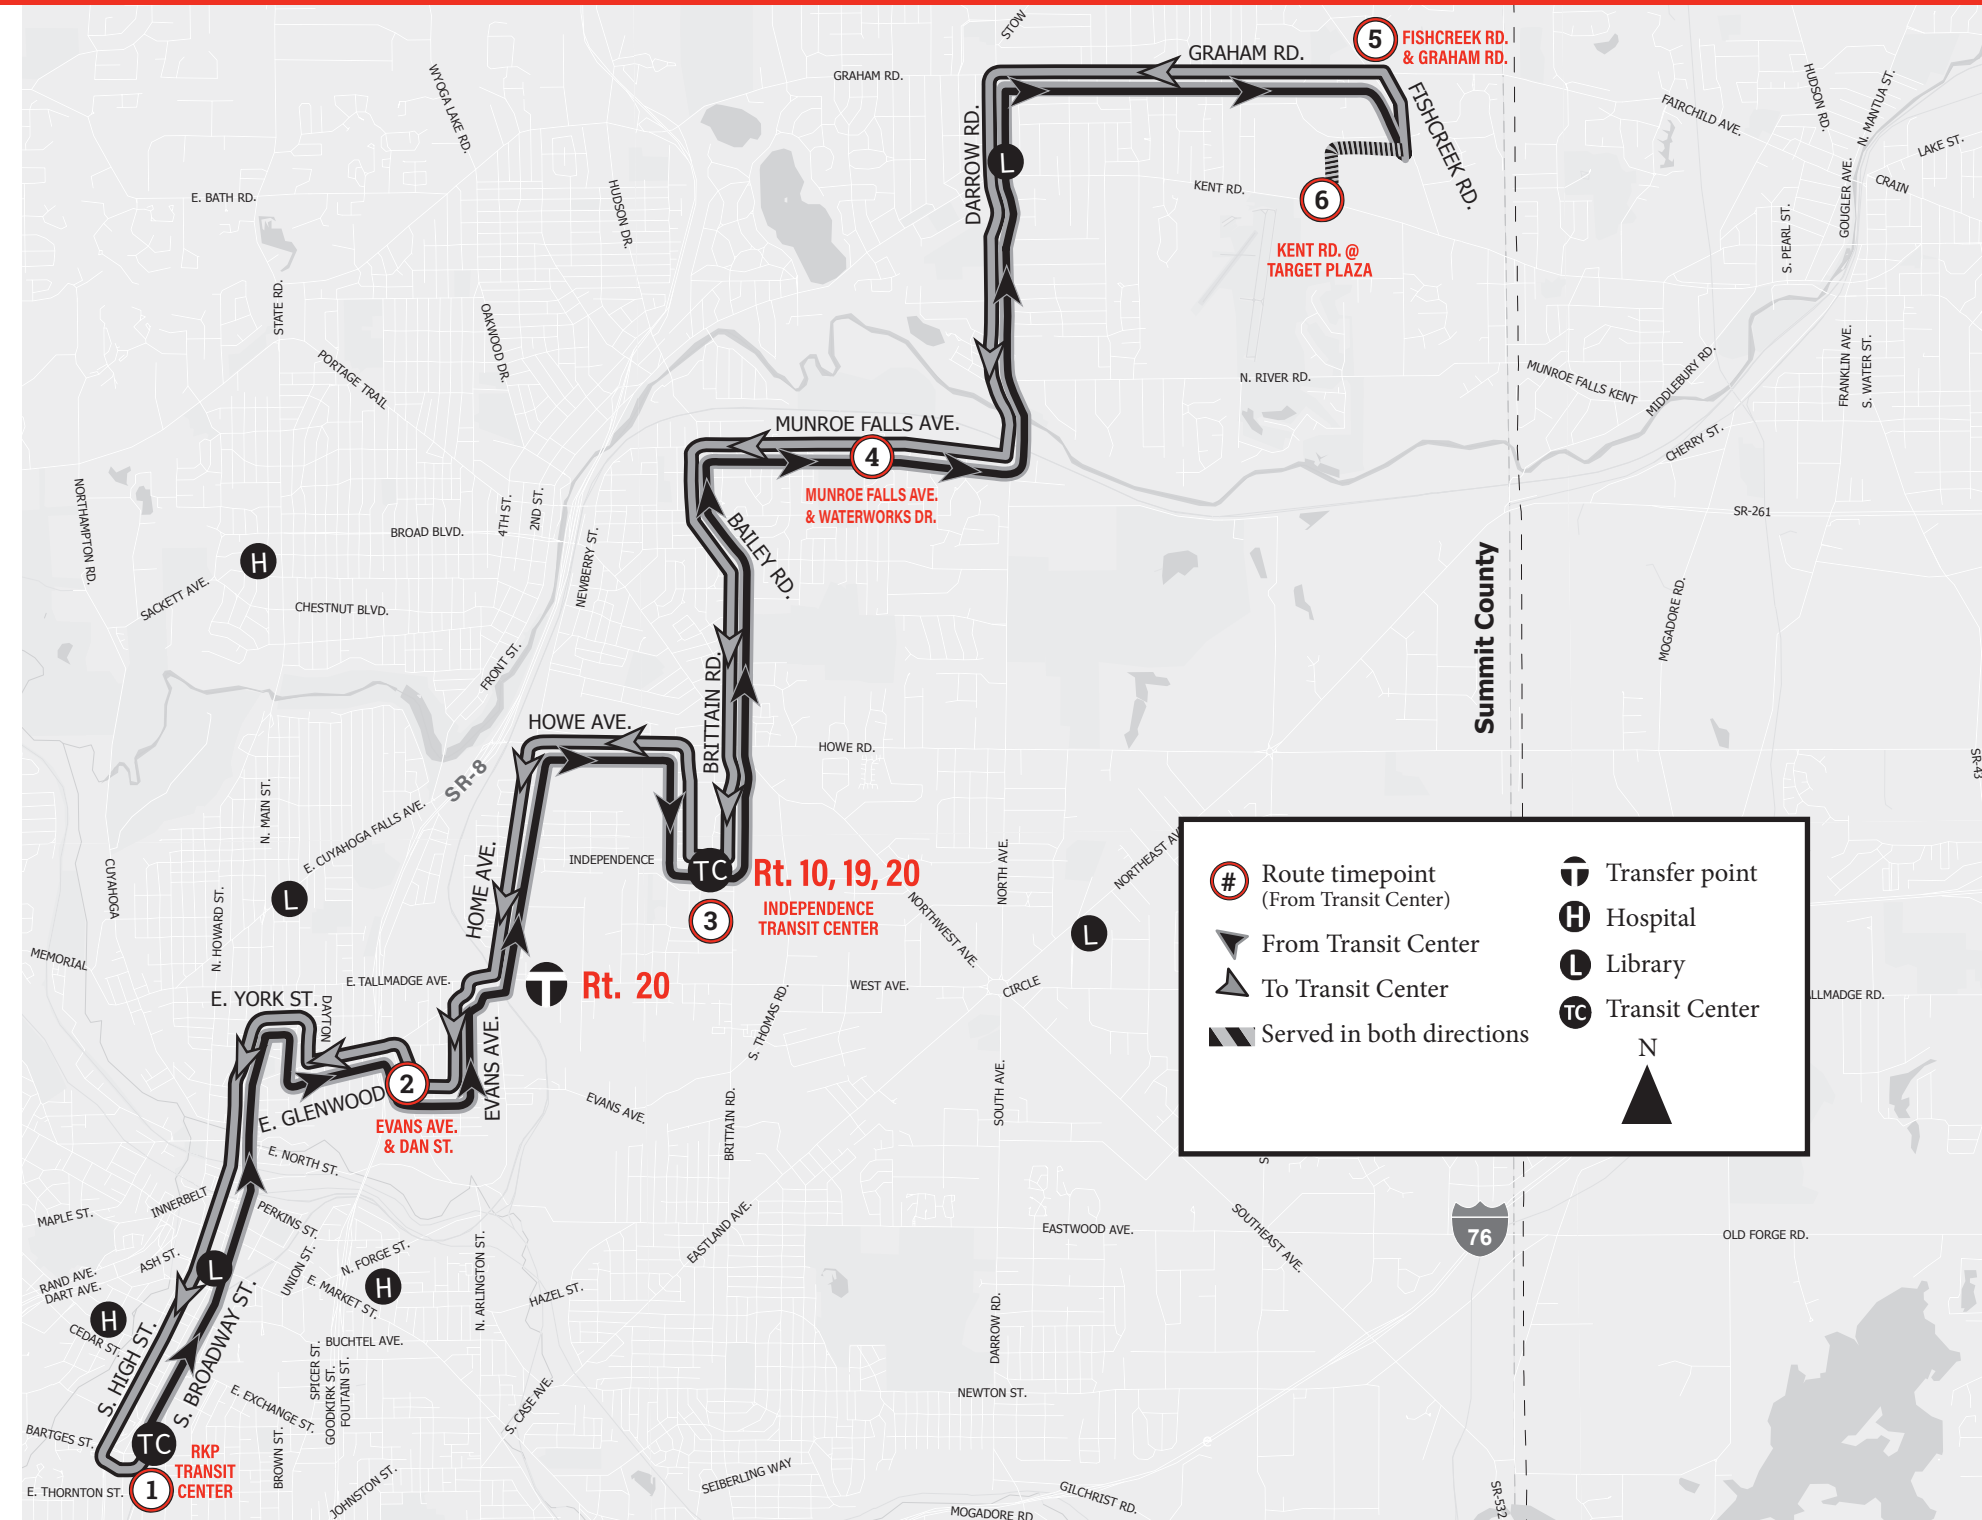 STOW
GRAHAM RD.
5
FISHCREEK RD.
& GRAHAM RD.
GRAHAM RD.
WYOGA LAKE RD.
HUDSON RD.
N. MANTUA ST.
FAIRCHILD AVE.
LAKE ST.
CRAIN
FISHCREEK RD.
DARROW RD.
L
E. BATH RD.
HUDSON DR.
KENT RD.
6
KENT RD. @
TARGET PLAZA
GOUGLER AVE.
S. PEARL ST.
STATE RD.
OAKWOOD DR.
PORTAGE TRAIL
N. RIVER RD.
MUNROE FALLS KENT
MIDDLEBURY RD.
FRANKLIN AVE.
S. WATER ST.
CHERRY ST.
MUNROE FALLS AVE.
4
MUNROE FALLS AVE.
& WATERWORKS DR.
NORTHAMPTON RD.
4TH ST.
2ND ST.
BROAD BLVD.
NEWBERRY ST.
BAILEY RD.
SR-261
H
SACKETT AVE.
CHESTNUT BLVD.
Summit County
MOGADORE RD.
FRONT ST.
BRITTAIN RD.
HOWE AVE.
HOWE RD.
SR-43
SR-8
N. MAIN ST.
E. CUYAHOGA FALLS AVE.
CUYAHOGA
HOME AVE.
INDEPENDENCE
TC
Rt. 10, 19, 20
3
INDEPENDENCE
TRANSIT CENTER
NORTH AVE.
NORTHEAST AV
NORTHWEST AVE.
L
L
N. HOWARD ST.
MEMORIAL
E. TALLMADGE AVE.
T
Rt. 20
WEST AVE.
CIRCLE
LLMADGE RD.
#
Route timepoint
(From Transit Center)
From Transit Center
To Transit Center
Served in both directions
T
Transfer point
H
Hospital
L
Library
TC
Transit Center
N
E. YORK ST.
DAYTON
S. THOMAS RD.
EVANS AVE.
2
E. GLENWOOD
EVANS AVE.
& DAN ST.
EVANS AVE.
BRITTAIN RD.
SOUTH AVE.
S
E. NORTH ST.
INNERBELT
MAPLE ST.
PERKINS ST.
ASH ST.
UNION ST.
N. FORGE ST.
E. MARKET ST.
H
L
RAND AVE.
DART AVE.
H
CEDAR ST.
N. ARLINGTON ST.
HAZEL ST.
EASTLAND AVE.
EASTWOOD AVE.
SOUTHEAST AVE.
76
OLD FORGE RD.
S. HIGH ST.
S. BROADWAY ST.
BUCHTEL AVE.
SPICER ST.
GOODKIRK ST.
FOUTAIN ST.
DARROW RD.
NEWTON ST.
E. EXCHANGE ST.
S. CASE AVE.
BARTGES ST.
TC
RKP
TRANSIT
CENTER
1
E. THORNTON ST.
BROWN ST.
JOHNSTON ST.
SEIBERLING WAY
GILCHRIST RD.
MOGADORE RD
SR-532